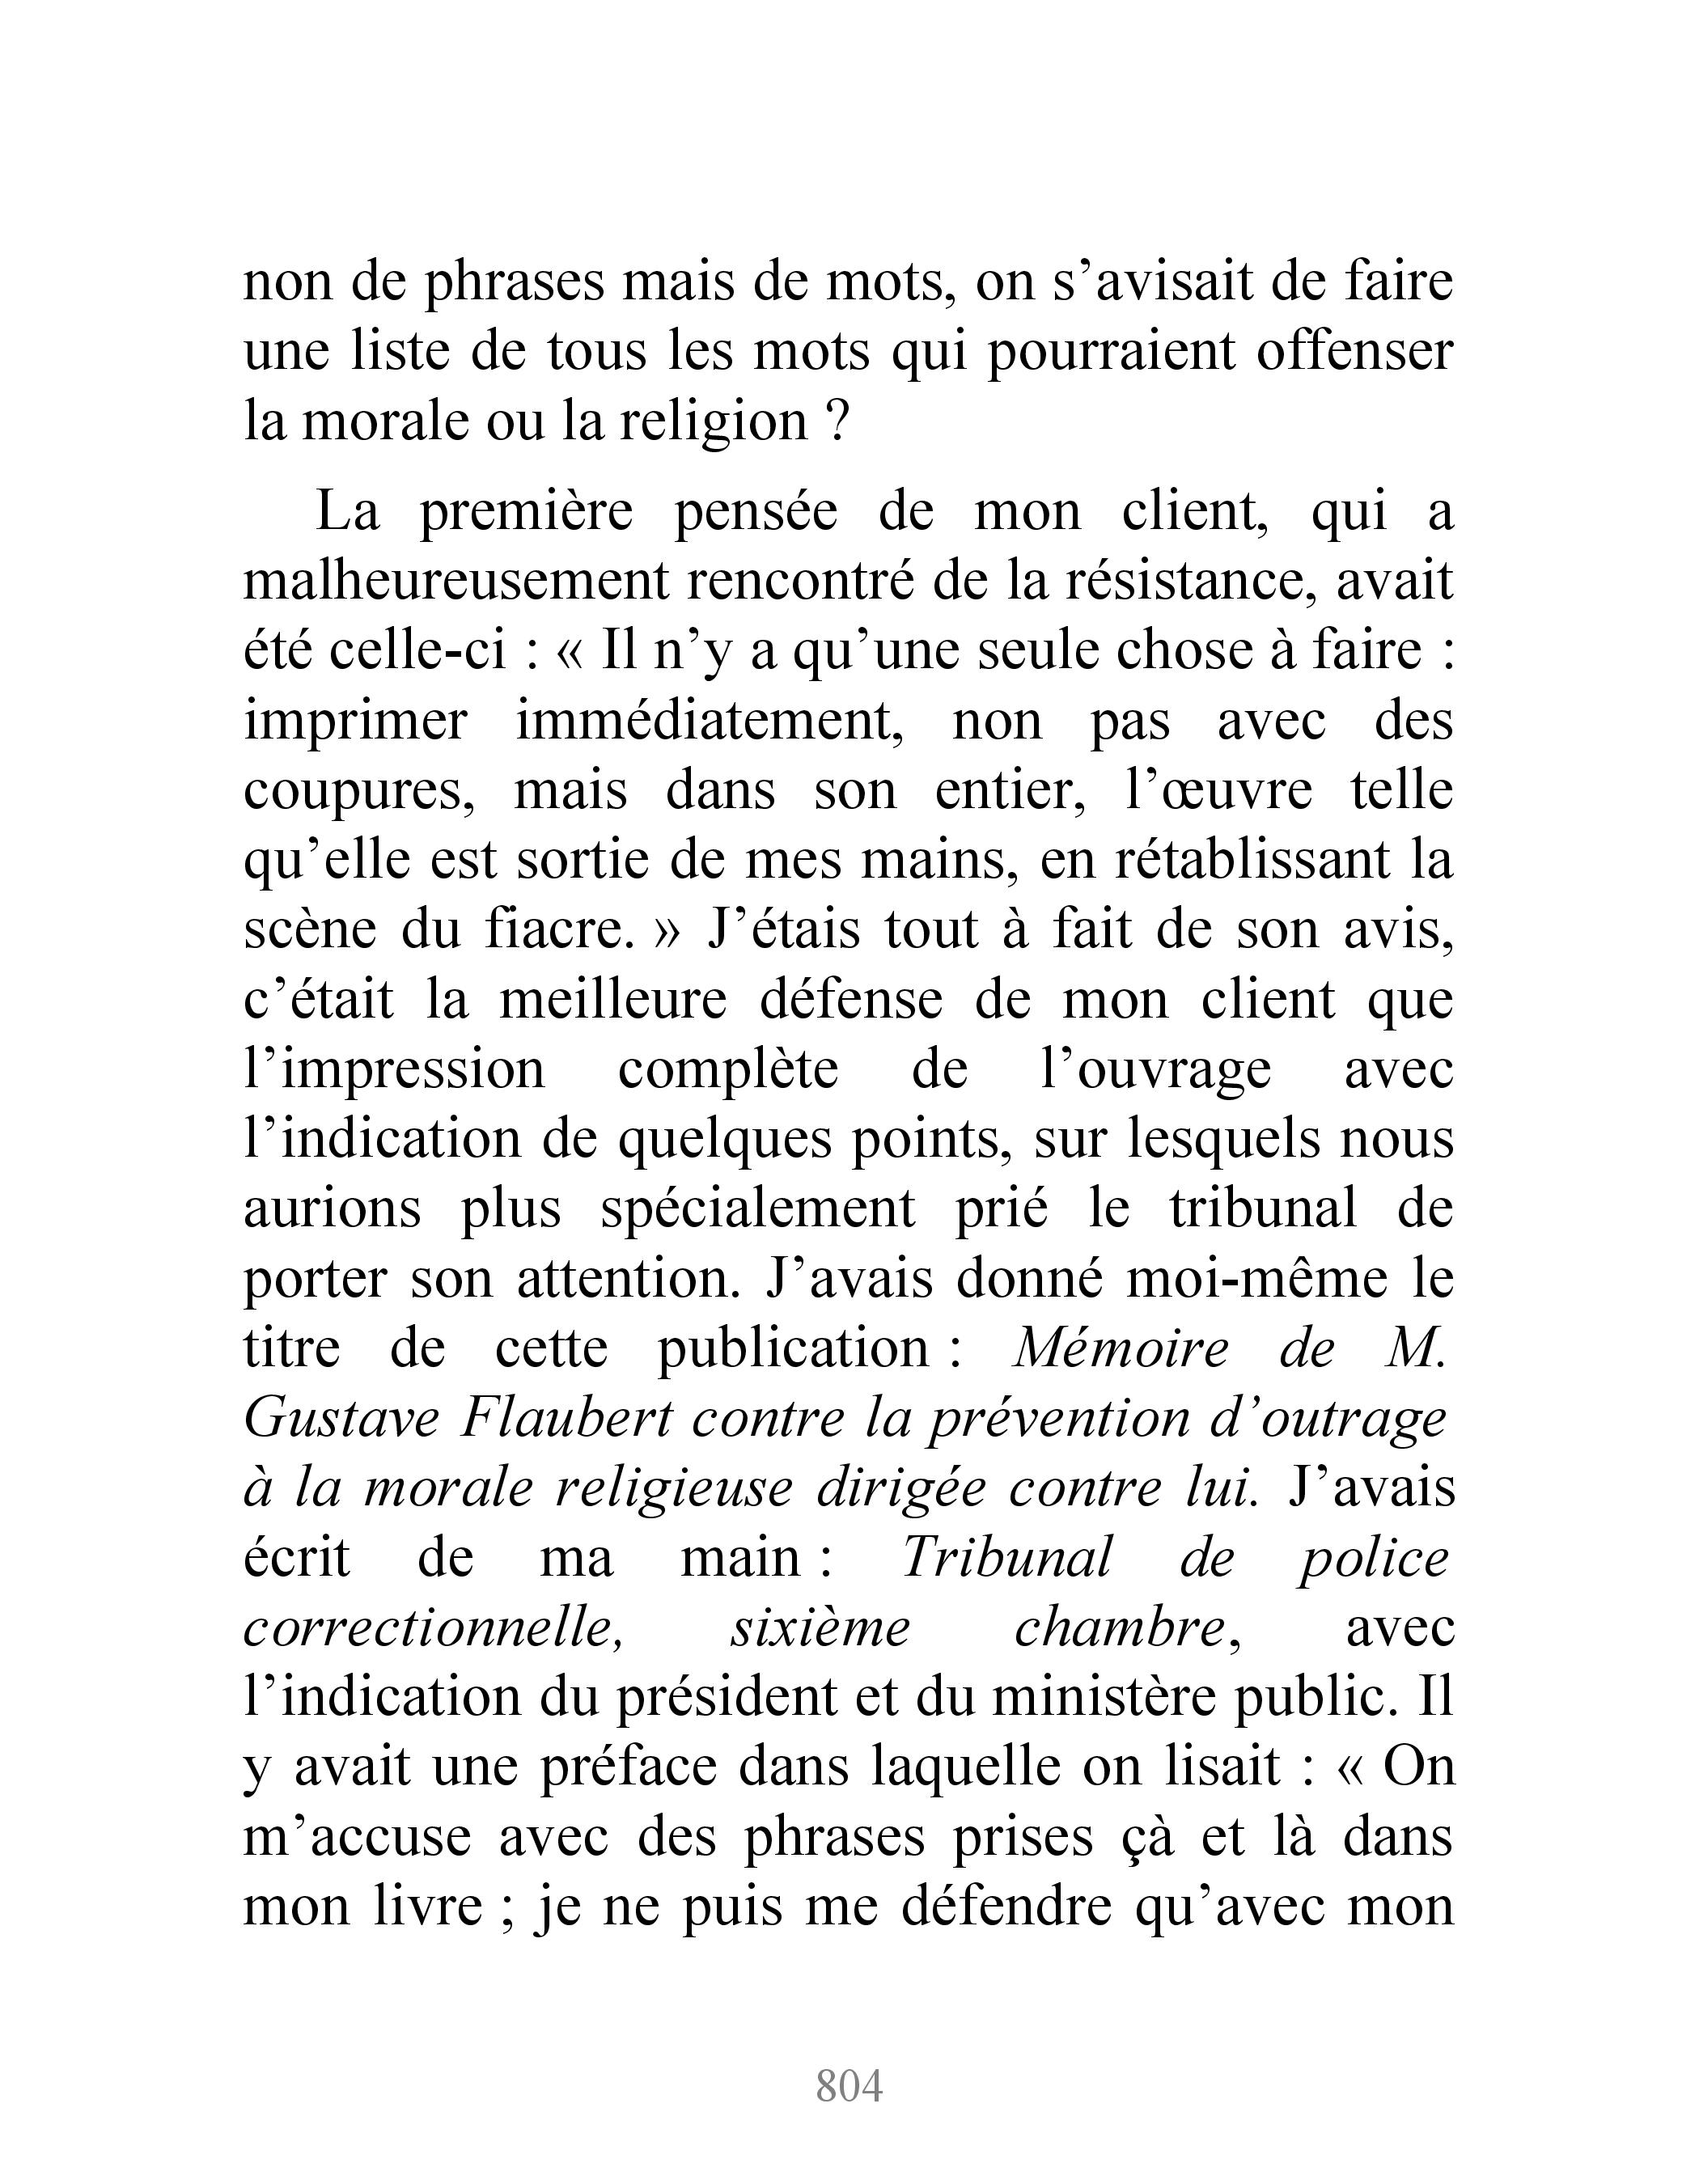 non de phrases mais de mots, on s’avisait de faire
une liste de tous les mots qui pourraient offenser
la morale ou la religion ?
La première pensée de mon client, qui a
malheureusement rencontré de la résistance, avait
été celle-ci : « Il n’y a qu’une seule chose à faire :
imprimer immédiatement, non pas avec des
coupures, mais dans son entier, l’œuvre telle
qu’elle est sortie de mes mains, en rétablissant la
scène du fiacre. » J’étais tout à fait de son avis,
c’était la meilleure défense de mon client que
l’impression complète de l’ouvrage avec
l’indication de quelques points, sur lesquels nous
aurions plus spécialement prié le tribunal de
porter son attention. J’avais donné moi-même le
titre de cette publication : Mémoire de M.
Gustave Flaubert contre la prévention d’outrage
à la morale religieuse dirigée contre lui. J’avais
écrit de ma main : Tribunal de police
correctionnelle, sixième chambre, avec
l’indication du président et du ministère public. Il
y avait une préface dans laquelle on lisait : « On
m’accuse avec des phrases prises çà et là dans
mon livre ; je ne puis me défendre qu’avec mon
804